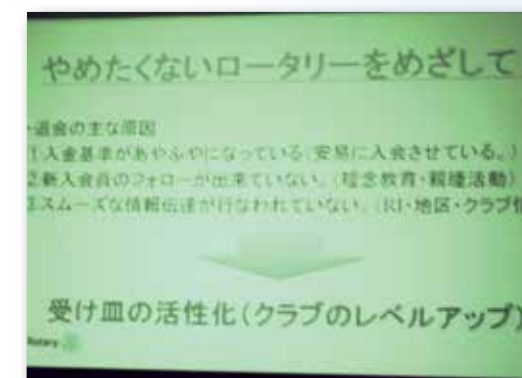 やめたくないロータリーをめざして
・退会の主な原因
①入会基準があやふやになっている(安易に入会させている。)
②新入会員のフォローが出来ていない。(理念教育・親睦活動)
③スムーズな情報伝達が行なわれていない。(RI・地区・クラブ
受け皿の活性化(クラブのレベルアップ)
Rotary